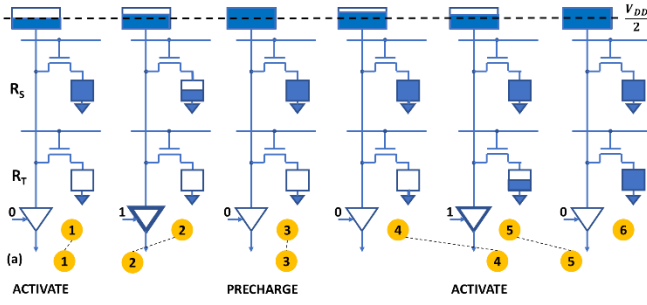 V_DD/2
R_S
R_T
0 1 0 0 1 0
1 2 3 4 5 6
(a) 1 2 3 4 5
ACTIVATE PRECHARGE ACTIVATE